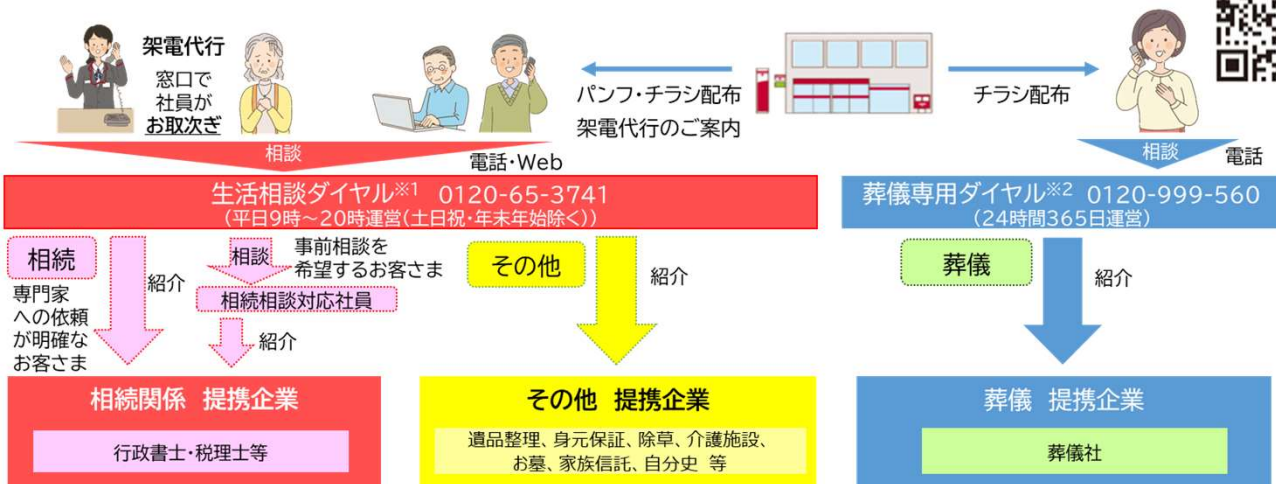 架電代行
窓口で
社員が
お取次ぎ
パンフ・チラシ配布
架電代行のご案内
チラシ配布
相談
電話・Web
相談
電話
生活相談ダイヤル※1 0120-65-3741
(平日9時～20時運営(土日祝・年末年始除く))
葬儀専用ダイヤル※2 0120-999-560
(24時間365日運営)
相続
専門家
への依頼
が明確な
お客さま
紹介
相談
事前相談を
希望するお客さま
相続相談対応社員
紹介
その他
紹介
葬儀
紹介
相続関係 提携企業
行政書士・税理士等
その他 提携企業
遺品整理、身元保証、除草、介護施設、
お墓、家族信託、自分史 等
葬儀 提携企業
葬儀社